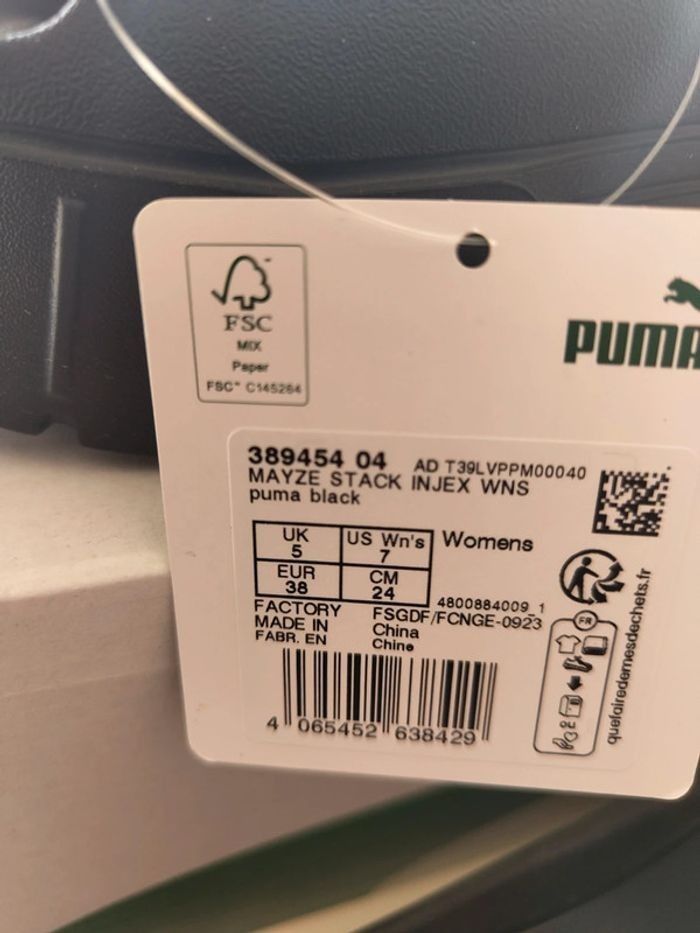 FSC
MIX
Paper
FSC™ C145264
PUMA
389454 04 AD T39LVPPM00040
MAYZE STACK INJEX WNS
puma black
UK 5 US Wn's 7 Womens
EUR 38 CM 24
4800884009_1
FACTORY FSGDF/FCNGE-0923
MADE IN China
FABR. EN Chine
4 065452 638429
FR
quefairedemesdechets.fr